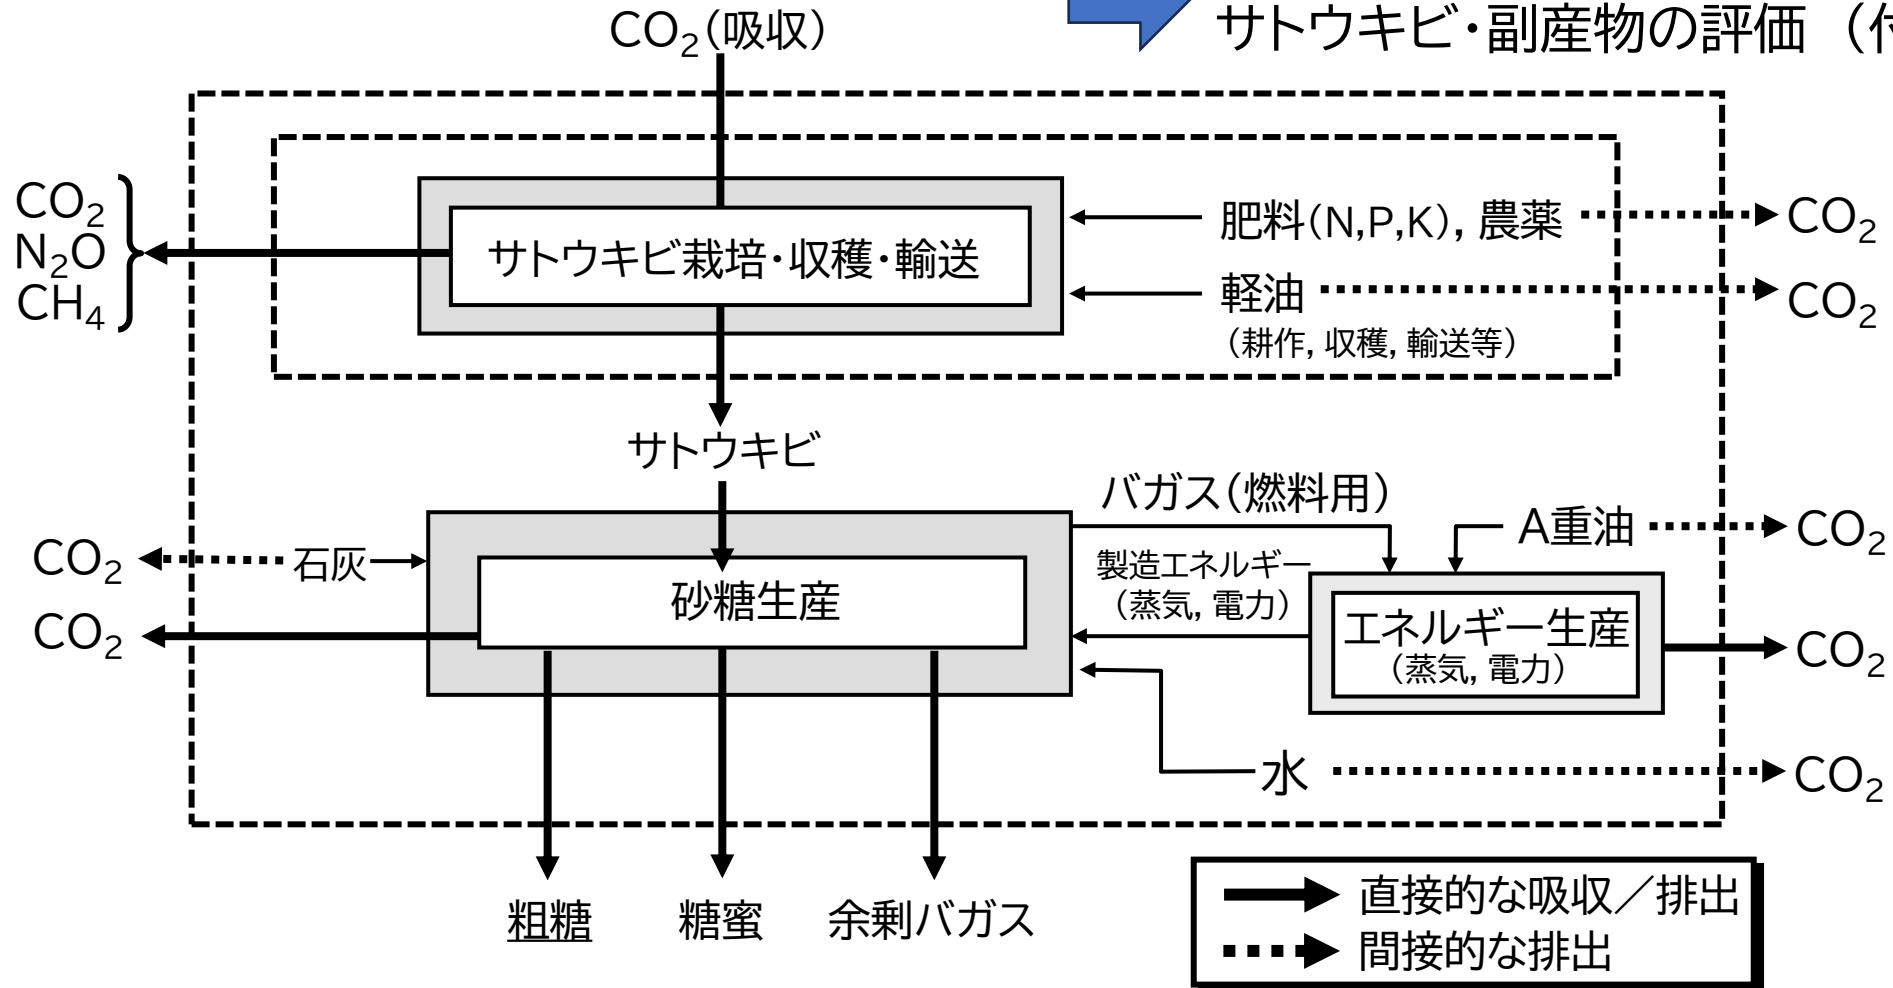 サトウキビ・副産物の評価（
CO₂（吸収）
CO₂
N₂O
CH₄
サトウキビ栽培・収穫・輸送
肥料(N,P,K), 農薬
CO₂
軽油
（耕作, 収穫, 輸送等）
CO₂
サトウキビ
バガス（燃料用）
A重油
CO₂
CO₂
石灰
製造エネルギー
（蒸気, 電力）
砂糖生産
CO₂
エネルギー生産
（蒸気, 電力）
CO₂
水
CO₂
粗糖
糖蜜
余剰バガス
直接的な吸収／排出
間接的な排出